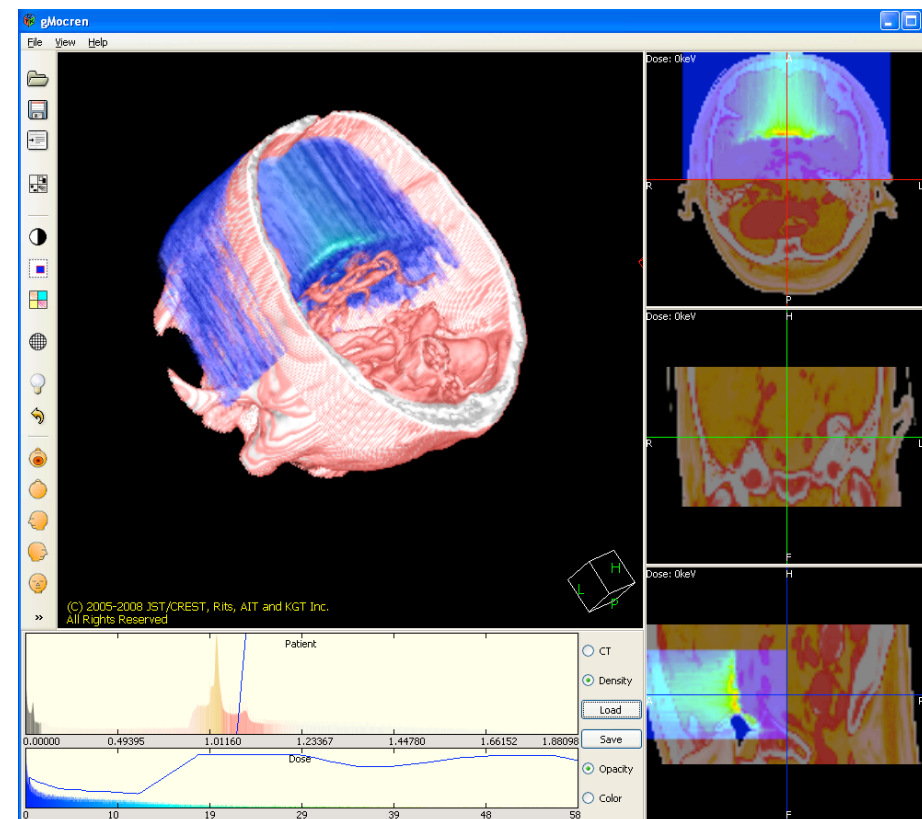 gMocren
File View Help
Dose: 0keV
A
R
L
P
Dose: 0keV
H
R
L
F
Dose: 0keV
H
A
P
F
H
L
P
(C) 2005-2008 JST/CREST, Rits, AIT and KGT Inc.
All Rights Reserved
»
Patient
0.00000 0.49395 1.01160 1.23367 1.44780 1.66152 1.88098
Dose
0 10 19 29 39 48 58
CT
Density
Load
Save
Opacity
Color